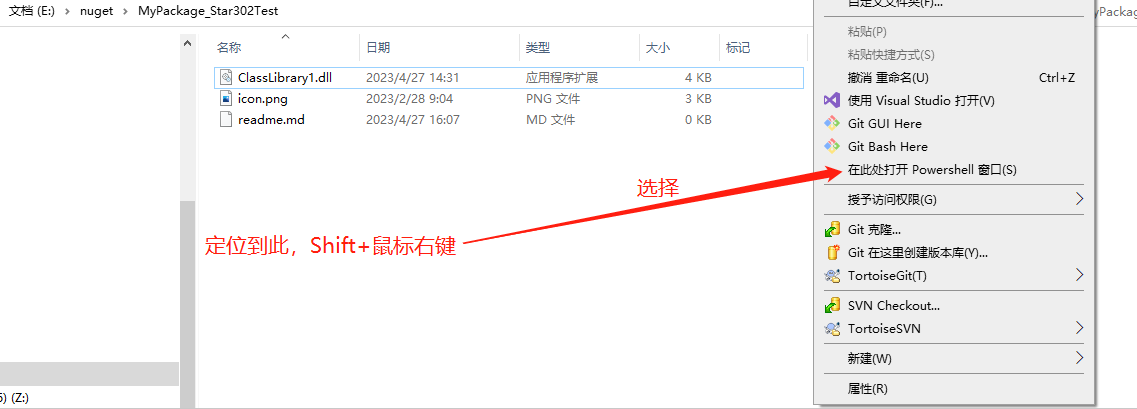 文档 (E:) > nuget > MyPackage_Star302Test
名称 日期 类型 大小 标记
ClassLibrary1.dll 2023/4/27 14:31 应用程序扩展 4 KB
icon.png 2023/2/28 9:04 PNG 文件 3 KB
readme.md 2023/4/27 16:07 MD 文件 0 KB
选择
定位到此，Shift+鼠标右键
) (Z:)
自定义文件夹(F)...
粘贴(P)
粘贴快捷方式(S)
撤消 重命名(U) Ctrl+Z
使用 Visual Studio 打开(V)
Git GUI Here
Git Bash Here
在此处打开 Powershell 窗口(S)
授予访问权限(G)
Git 克隆...
Git 在这里创建版本库(Y)...
TortoiseGit(T)
SVN Checkout...
TortoiseSVN
新建(W)
属性(R)